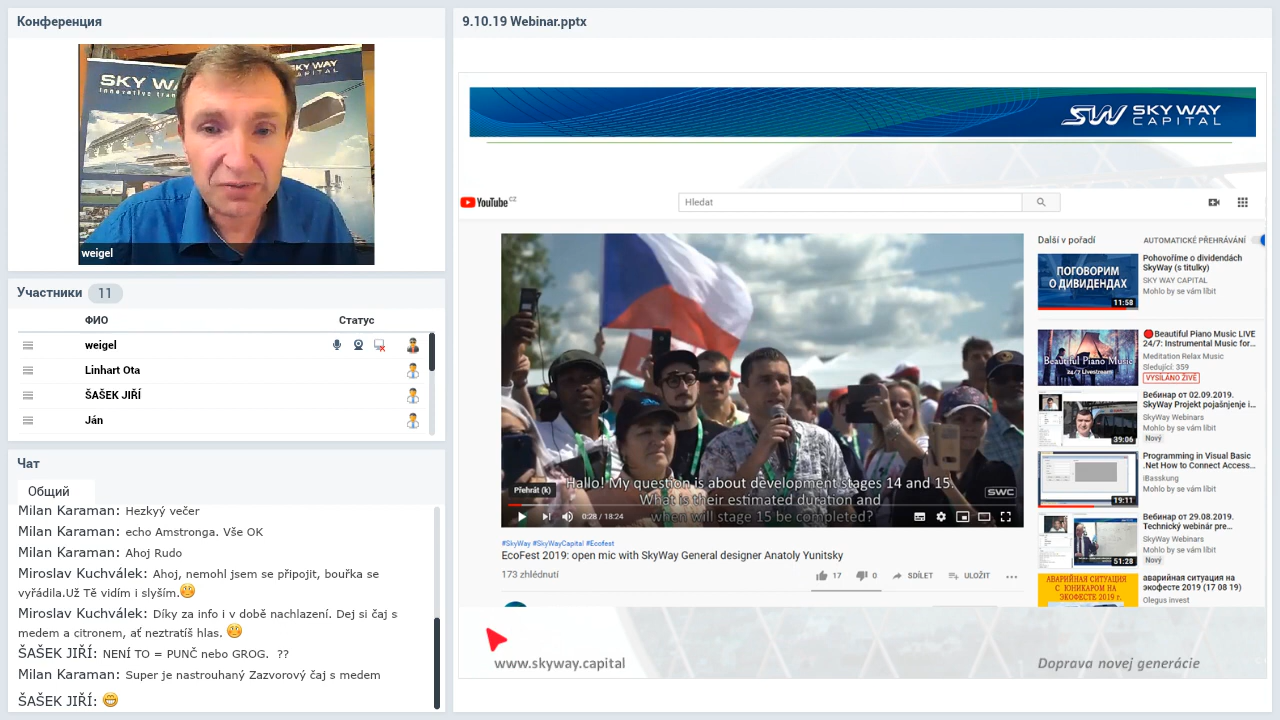 Конференция
SKY WAY
CAPITAL
weigel
Участники 11
ФИО
Статус
weigel
Linhart Ota
ŠAŠEK JIŘÍ
Ján
Чат
Общий
Milan Karaman: Hezkyý večer
Milan Karaman: echo Amstronga. Vše OK
Milan Karaman: Ahoj Rudo
Miroslav Kuchválek: Ahoj, nemohl jsem se připojit, bourka se
vyřádila.Už Tě vidím i slyším.
Miroslav Kuchválek: Díky za info i v době nachlazení. Dej si čaj s
medem a citronem, ať neztratíš hlas.
ŠAŠEK JIŘÍ: NENÍ TO = PUNČ nebo GROG. ??
Milan Karaman: Super je nastrouhaný Zazvorový čaj s medem
ŠAŠEK JIŘÍ:
9.10.19 Webinar.pptx
SW SKY WAY
CAPITAL
YouTube CZ
Hledat
Hallo! My question is about development stages 14 and 15.
What is their estimated duration and
when will stage 15 be completed?
Přehrát (k)
SWC
0:28 / 18:24
#SkyWay #SkyWayCapital #Ecofest
EcoFest 2019: open mic with SkyWay General designer Anatoly Yunitsky
173 zhlédnutí
17
0
SDÍLET
ULOŽIT
Další v pořadí
AUTOMATICKÉ PŘEHRÁVÁNÍ
ПОГОВОРИМ
О ДИВИДЕНДАХ
11:58
Pohovoříme o dividendách
SkyWay (s titulky)
SKY WAY CAPITAL
Mohlo by se vám líbit
Beautiful Piano Music
24/7 Livestream
Beautiful Piano Music LIVE
24/7: Instrumental Music for...
Meditation Relax Music
Sledující: 359
VYSÍLÁNO ŽIVĚ
39:06
Вебинар от 02.09.2019.
SkyWay Projekt pojašnjenje i...
SkyWay Webinars
Mohlo by se vám líbit
Nový
19:11
Programming in Visual Basic
.Net How to Connect Access...
iBasskung
Mohlo by se vám líbit
51:28
Вебинар от 29.08.2019.
Technický webinár pre...
SkyWay Webinars
Mohlo by se vám líbit
Nový
АВАРИЙНАЯ СИТУАЦИЯ
С ЮНИКАРОМ НА
ЭКОФЕСТЕ 2019 г.
аварийная ситуация на
экофесте 2019 (17 08 19)
Olegus invest
www.skyway.capital
Doprava novej generácie